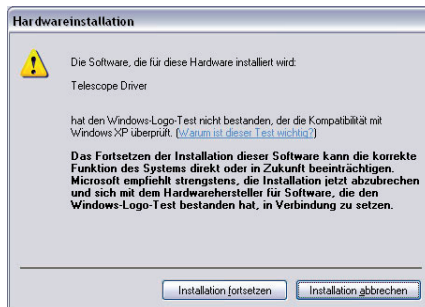 Hardwareinstallation
Die Software, die für diese Hardware installiert wird:
Telescope Driver
hat den Windows-Logo-Test nicht bestanden, der die Kompatibilität mit
Windows XP überprüft. (Warum ist dieser Test wichtig?)
Das Fortsetzen der Installation dieser Software kann die korrekte
Funktion des Systems direkt oder in Zukunft beeinträchtigen.
Microsoft empfiehlt strengstens, die Installation jetzt abzubrechen
und sich mit dem Hardwarehersteller für Software, die den
Windows-Logo-Test bestanden hat, in Verbindung zu setzen.
Installation fortsetzen Installation abbrechen